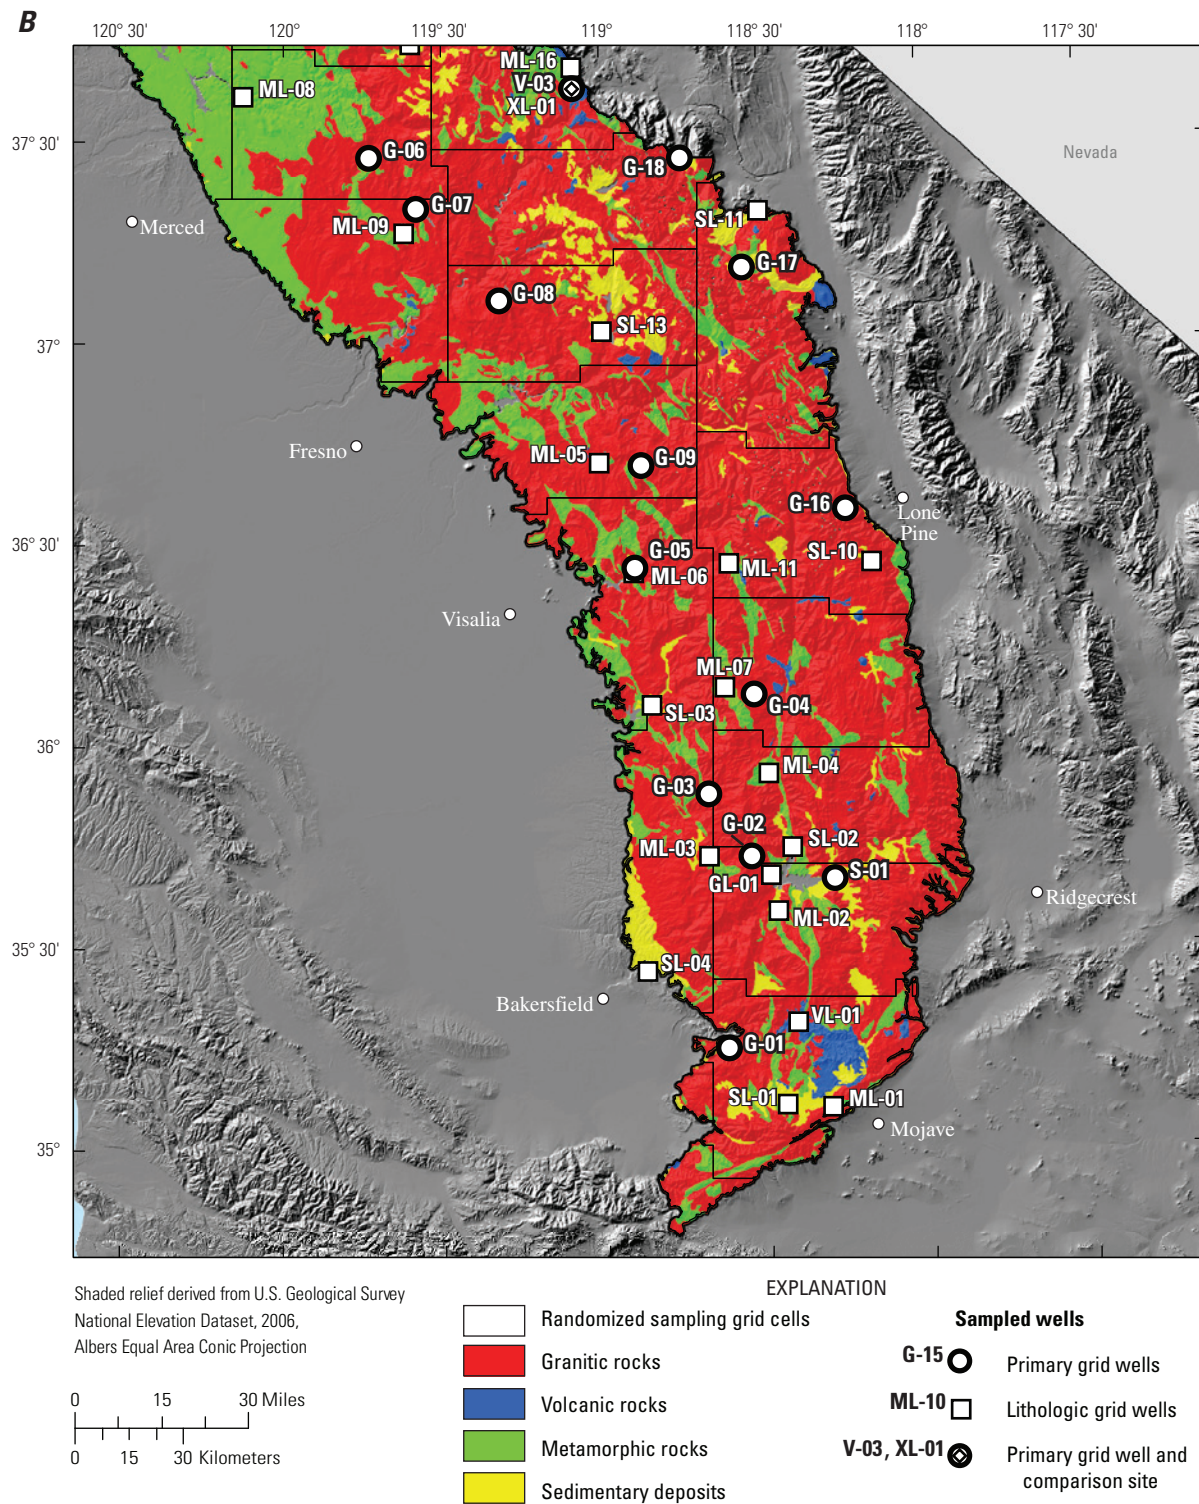 B
120° 30'
120°
119° 30'
119°
118° 30'
118°
117° 30'
ML-16
V-03
XL-01
ML-08
37° 30'
Nevada
G-06
G-18
G-07
SL-11
Merced
ML-09
G-17
G-08
SL-13
37°
Fresno
ML-05
G-09
G-16
Lone
Pine
36° 30'
G-05
SL-10
ML-06
ML-11
Visalia
ML-07
SL-03
G-04
36°
ML-04
G-03
G-02
SL-02
ML-03
GL-01
S-01
Ridgecrest
ML-02
35° 30'
SL-04
Bakersfield
VL-01
G-01
SL-01
ML-01
Mojave
35°
Shaded relief derived from U.S. Geological Survey
National Elevation Dataset, 2006,
Albers Equal Area Conic Projection
0 15 30 Miles
0 15 30 Kilometers
EXPLANATION
Randomized sampling grid cells
Granitic rocks
Volcanic rocks
Metamorphic rocks
Sedimentary deposits
Sampled wells
G-15 Primary grid wells
ML-10 Lithologic grid wells
V-03, XL-01 Primary grid well and
comparison site